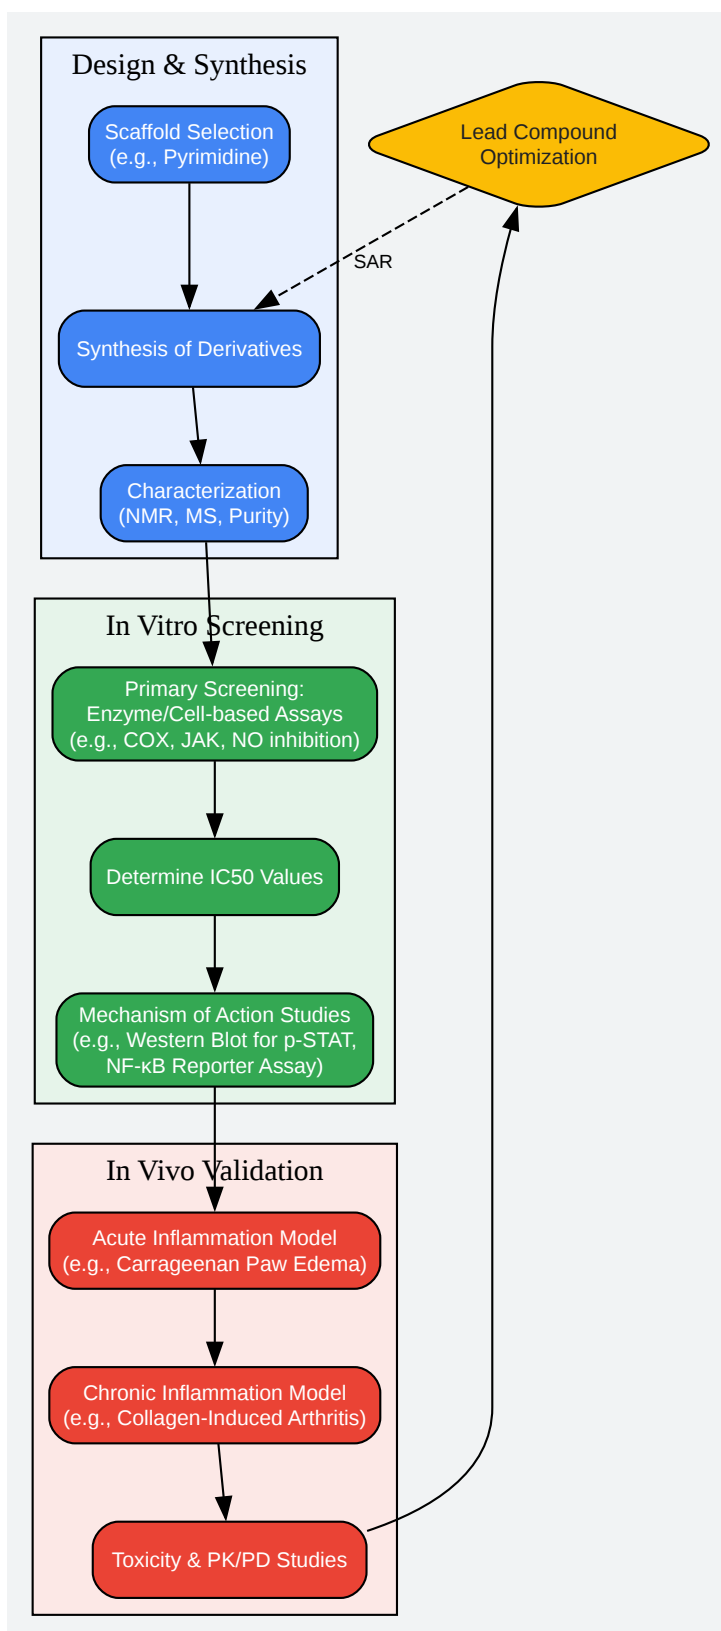 Design & Synthesis
Scaffold Selection
(e.g., Pyrimidine)
Lead Compound
Optimization
SAR
Synthesis of Derivatives
Characterization
(NMR, MS, Purity)
In Vitro Screening
Primary Screening:
Enzyme/Cell-based Assays
(e.g., COX, JAK, NO inhibition)
Determine IC50 Values
Mechanism of Action Studies
(e.g., Western Blot for p-STAT,
NF-κB Reporter Assay)
In Vivo Validation
Acute Inflammation Model
(e.g., Carrageenan Paw Edema)
Chronic Inflammation Model
(e.g., Collagen-Induced Arthritis)
Toxicity & PK/PD Studies